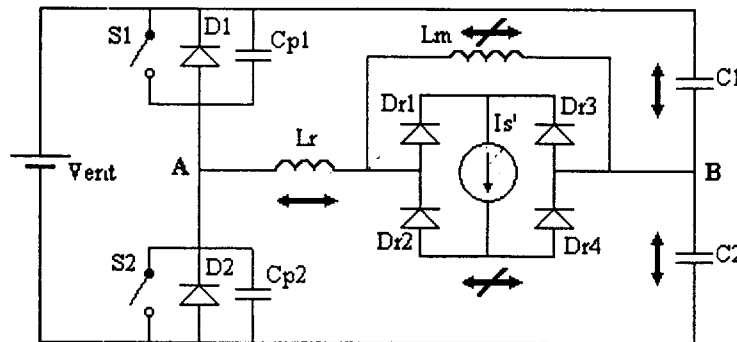 S1
D1
Cp1
Lm
C1
Dr1
Is'
Dr3
Lr
Vent
A
B
Dr2
Dr4
S2
D2
Cp2
C2